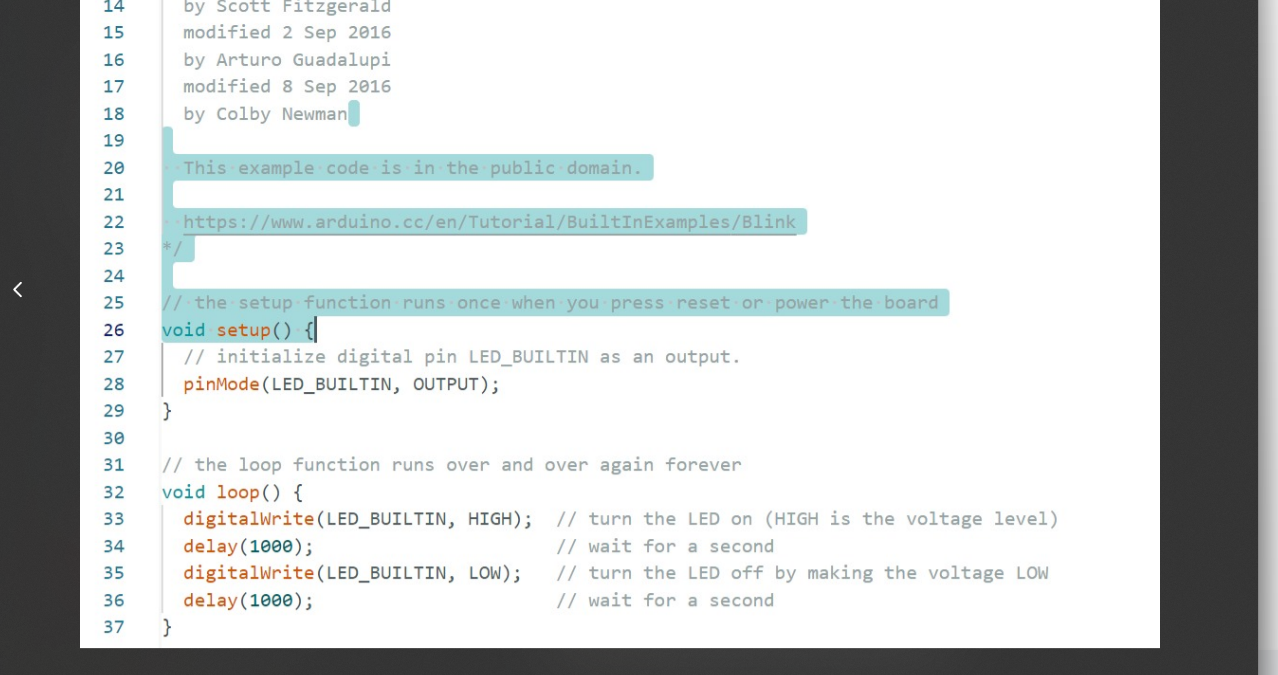 14 by Scott Fitzgerald
15 modified 2 Sep 2016
16 by Arturo Guadalupi
17 modified 8 Sep 2016
18 by Colby Newman
19
20 This example code is in the public domain.
21
22 https://www.arduino.cc/en/Tutorial/BuiltInExamples/Blink
23 */
24
25 // the setup function runs once when you press reset or power the board
26 void setup() {
27 // initialize digital pin LED_BUILTIN as an output.
28 pinMode(LED_BUILTIN, OUTPUT);
29 }
30
31 // the loop function runs over and over again forever
32 void loop() {
33 digitalWrite(LED_BUILTIN, HIGH); // turn the LED on (HIGH is the voltage level)
34 delay(1000); // wait for a second
35 digitalWrite(LED_BUILTIN, LOW); // turn the LED off by making the voltage LOW
36 delay(1000); // wait for a second
37 }